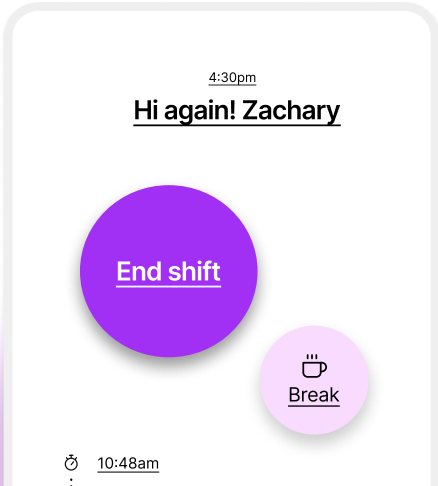 4:30pm
Hi again! Zachary
End shift
Break
10:48am